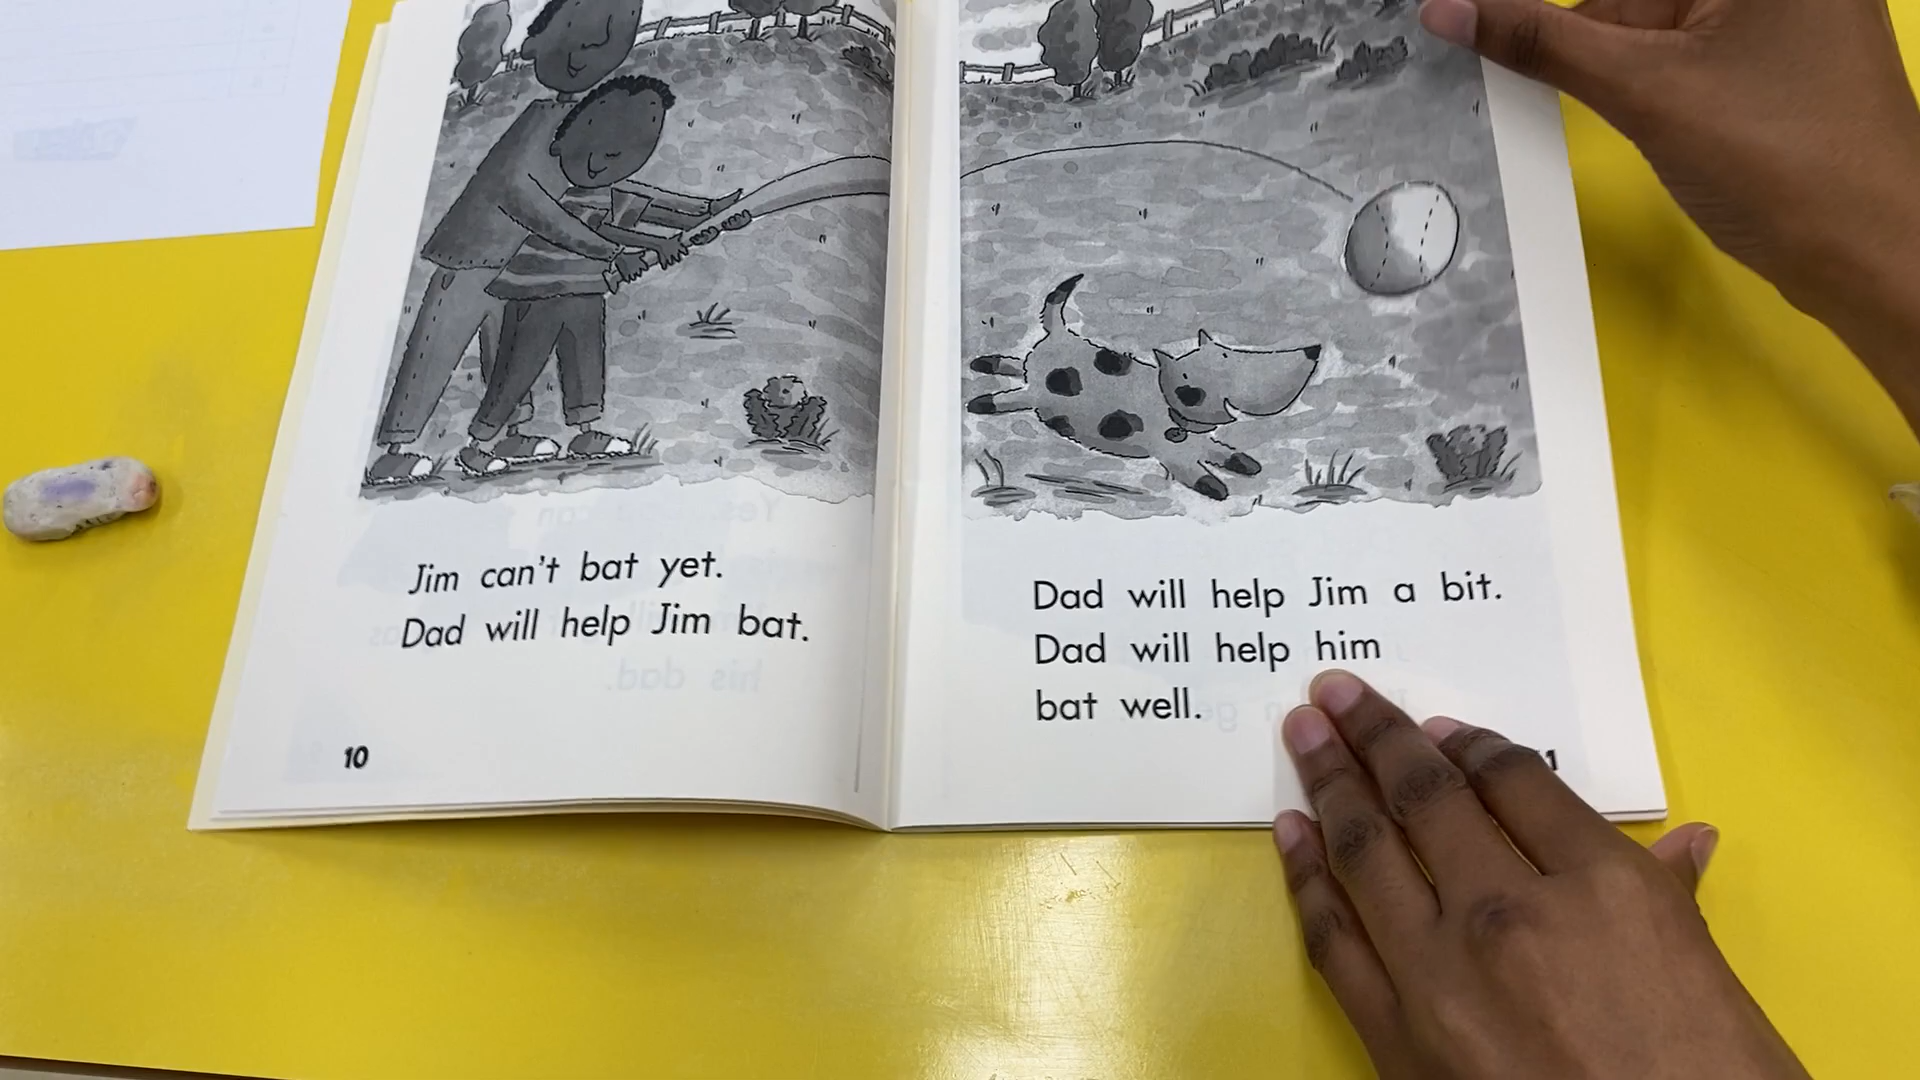 Jim can't bat yet.
Dad will help Jim bat.
10
Dad will help Jim a bit.
Dad will help him
bat well.